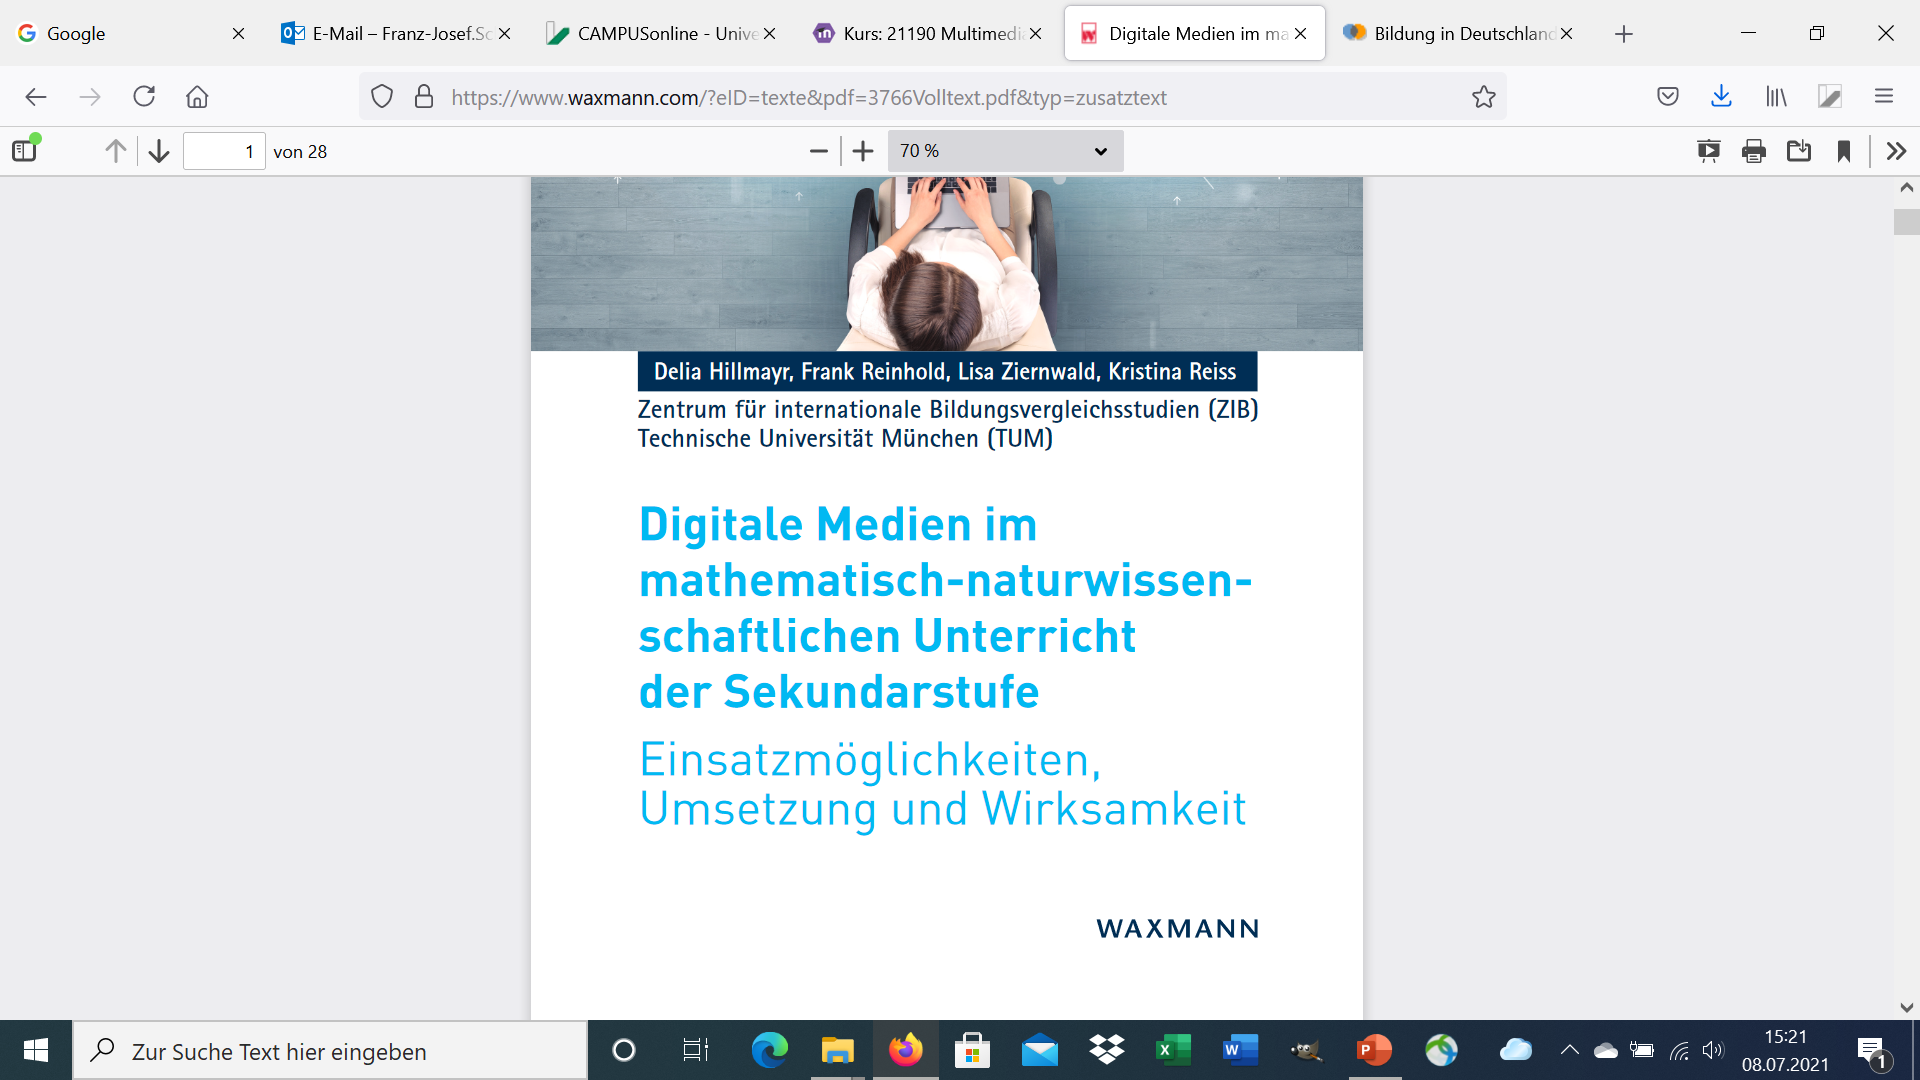 Google
E-Mail – Franz-Josef.Sc
CAMPUSonline - Unive
Kurs: 21190 Multimedia
Digitale Medien im ma
Bildung in Deutschland
https://www.waxmann.com/?eID=texte&pdf=3766Volltext.pdf&typ=zusatztext
1 von 28
70 %
Delia Hillmayr, Frank Reinhold, Lisa Ziernwald, Kristina Reiss
Zentrum für internationale Bildungsvergleichsstudien (ZIB)
Technische Universität München (TUM)
Digitale Medien im
mathematisch-naturwissen-
schaftlichen Unterricht
der Sekundarstufe
Einsatzmöglichkeiten,
Umsetzung und Wirksamkeit
WAXMANN
Zur Suche Text hier eingeben
15:21
08.07.2021
1